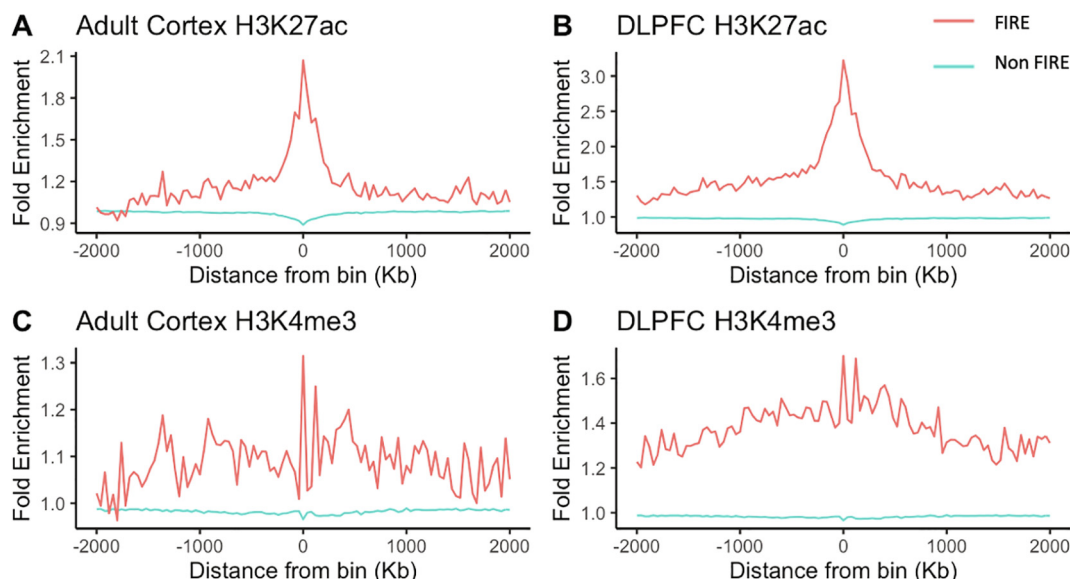 A Adult Cortex H3K27ac
Fold Enrichment
2.1
1.8
1.5
1.2
0.9
-2000 -1000 0 1000 2000
Distance from bin (Kb)
B DLPFC H3K27ac
FIRE
Non FIRE
Fold Enrichment
3.0
2.5
2.0
1.5
1.0
-2000 -1000 0 1000 2000
Distance from bin (Kb)
C Adult Cortex H3K4me3
Fold Enrichment
1.3
1.2
1.1
1.0
-2000 -1000 0 1000 2000
Distance from bin (Kb)
D DLPFC H3K4me3
Fold Enrichment
1.6
1.4
1.2
1.0
-2000 -1000 0 1000 2000
Distance from bin (Kb)